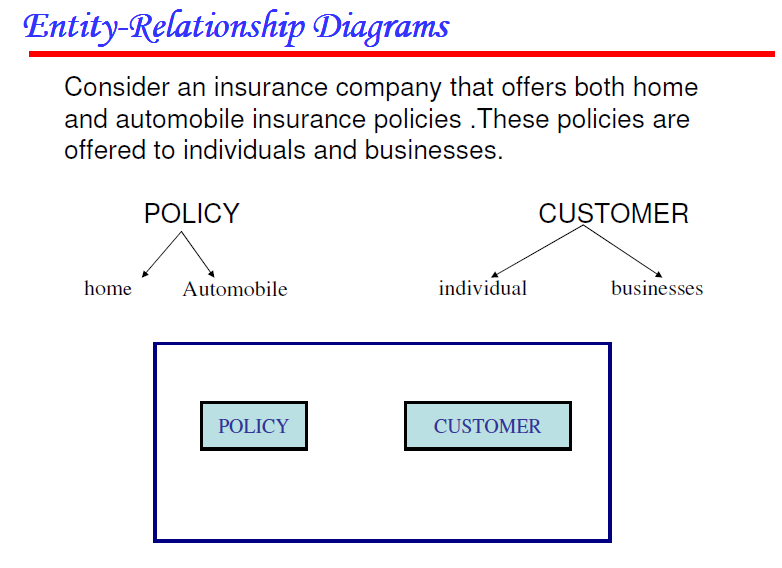 Entity-Relationship Diagrams
Consider an insurance company that offers both home
and automobile insurance policies .These policies are
offered to individuals and businesses.
POLICY CUSTOMER
home Automobile individual businesses
POLICY CUSTOMER